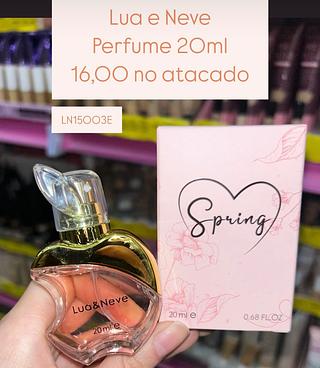 Lua e Neve
Perfume 20ml
16,00 no atacado
LN15003E
Spring
Lua&Neve
20ml e
20 ml e
0.68 FL.OZ